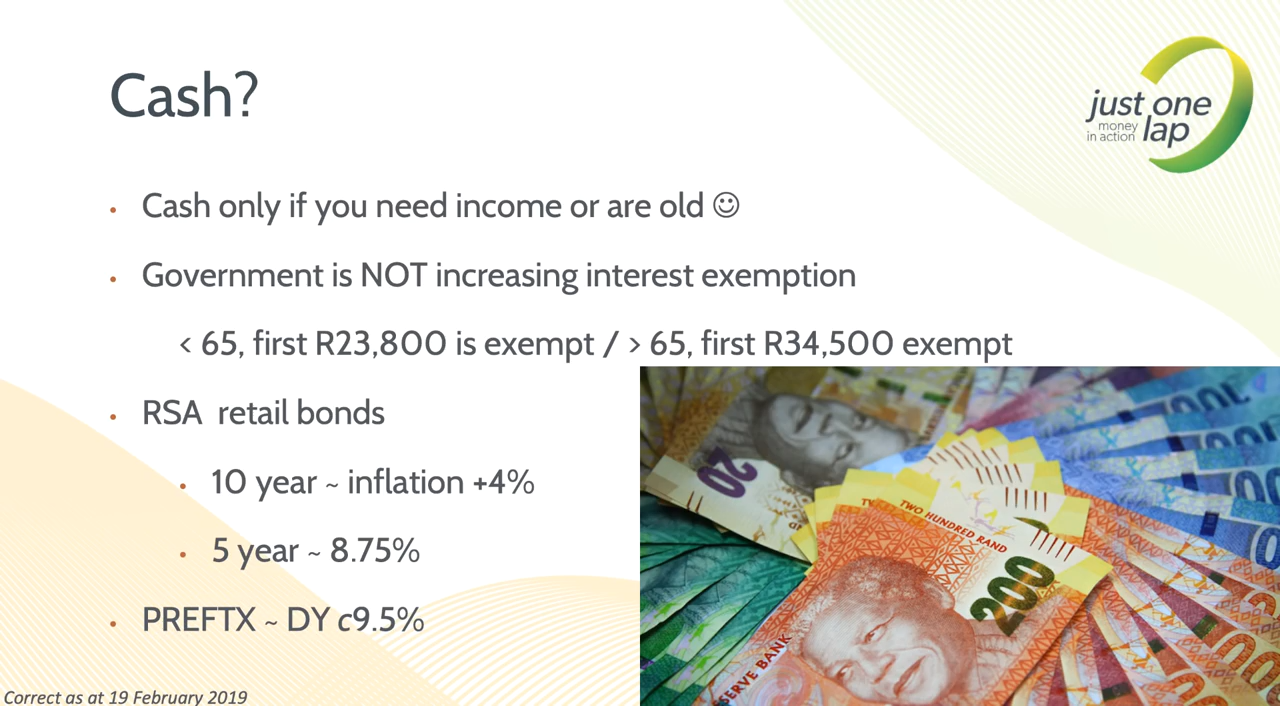 Cash?
just one
money
in action
lap
• Cash only if you need income or are old ☺
• Government is NOT increasing interest exemption
< 65, first R23,800 is exempt / > 65, first R34,500 exempt
• RSA  retail bonds
• 10 year ~ inflation +4%
• 5 year ~ 8.75%
• PREFTX ~ DY c9.5%
20
TWO HUNDRED RAND
200
Correct as at 19 February 2019